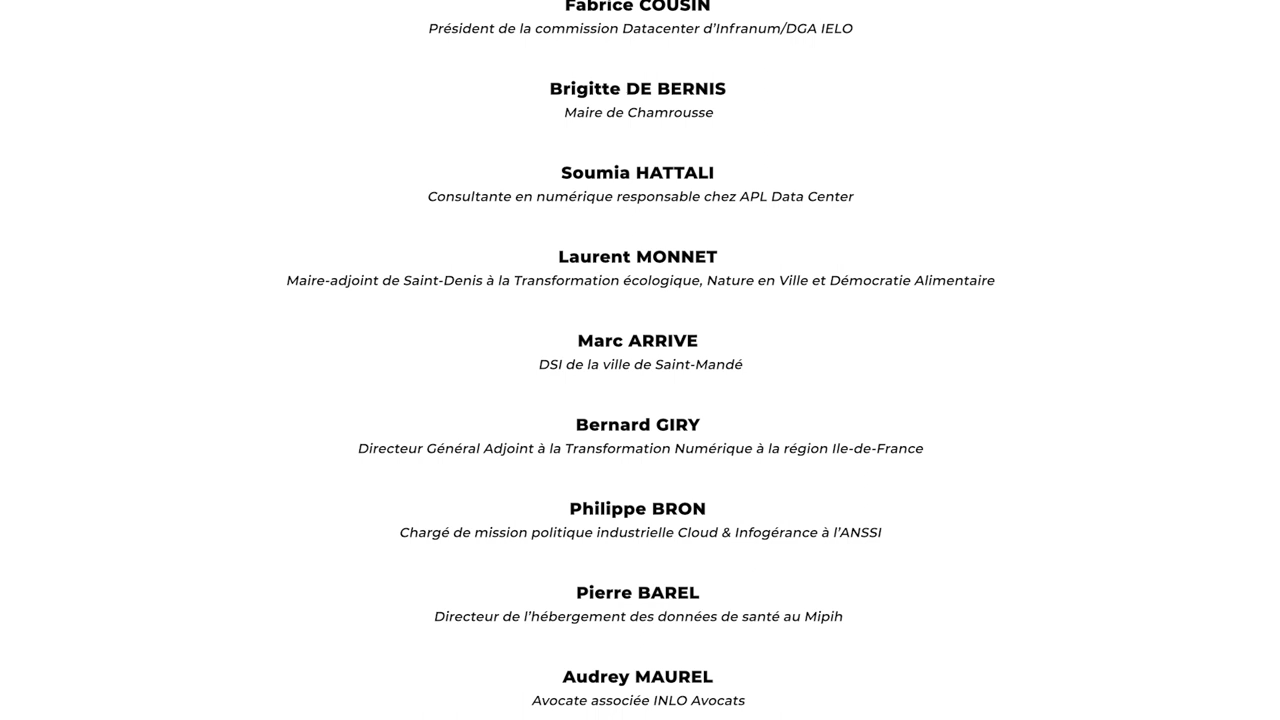 Fabrice COUSIN
Président de la commission Datacenter d'Infranum/DGA IELO
Brigitte DE BERNIS
Maire de Chamrousse
Soumia HATTALI
Consultante en numérique responsable chez APL Data Center
Laurent MONNET
Maire-adjoint de Saint-Denis à la Transformation écologique, Nature en Ville et Démocratie Alimentaire
Marc ARRIVE
DSI de la ville de Saint-Mandé
Bernard GIRY
Directeur Général Adjoint à la Transformation Numérique à la région Ile-de-France
Philippe BRON
Chargé de mission politique industrielle Cloud & Infogérance à l'ANSSI
Pierre BAREL
Directeur de l'hébergement des données de santé au Mipih
Audrey MAUREL
Avocate associée INLO Avocats